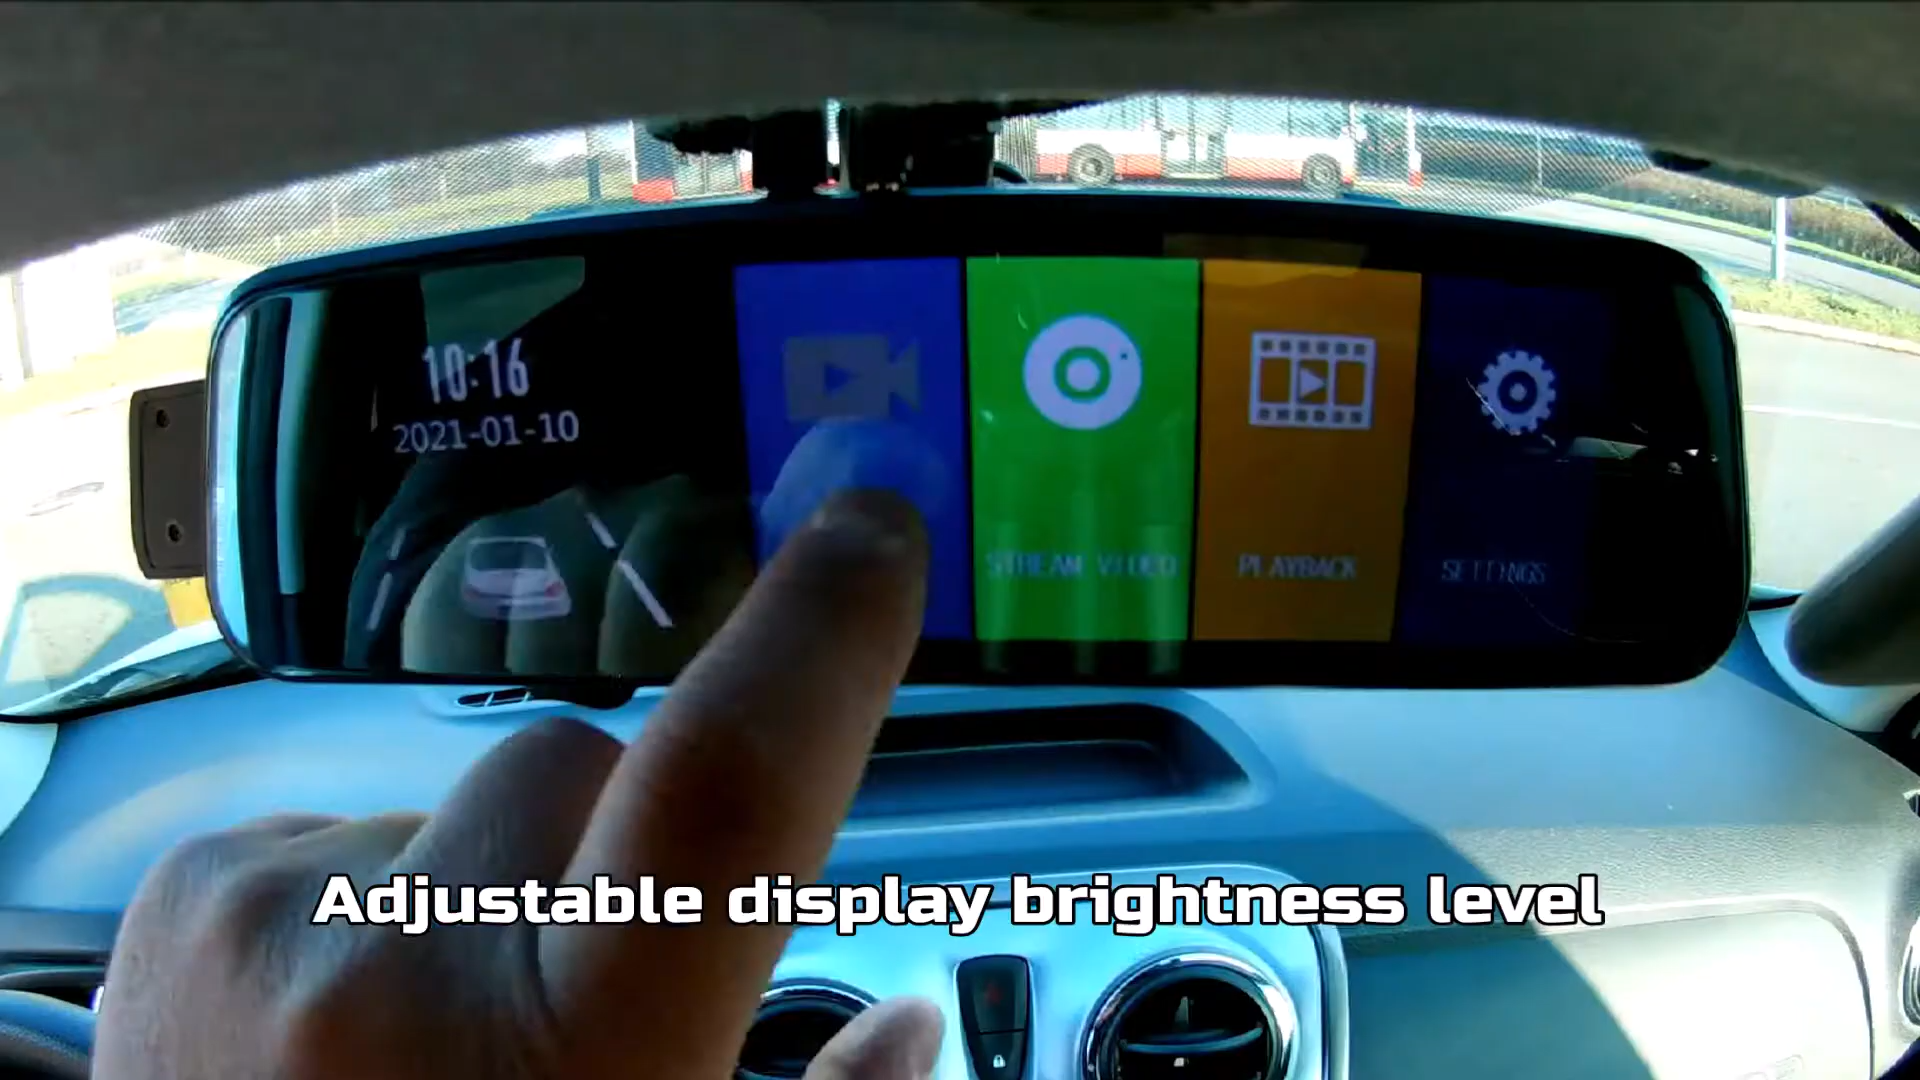 10:16
2021-01-10
STREAM VIDEO
PLAYBACK
SETTINGS
Adjustable display brightness level